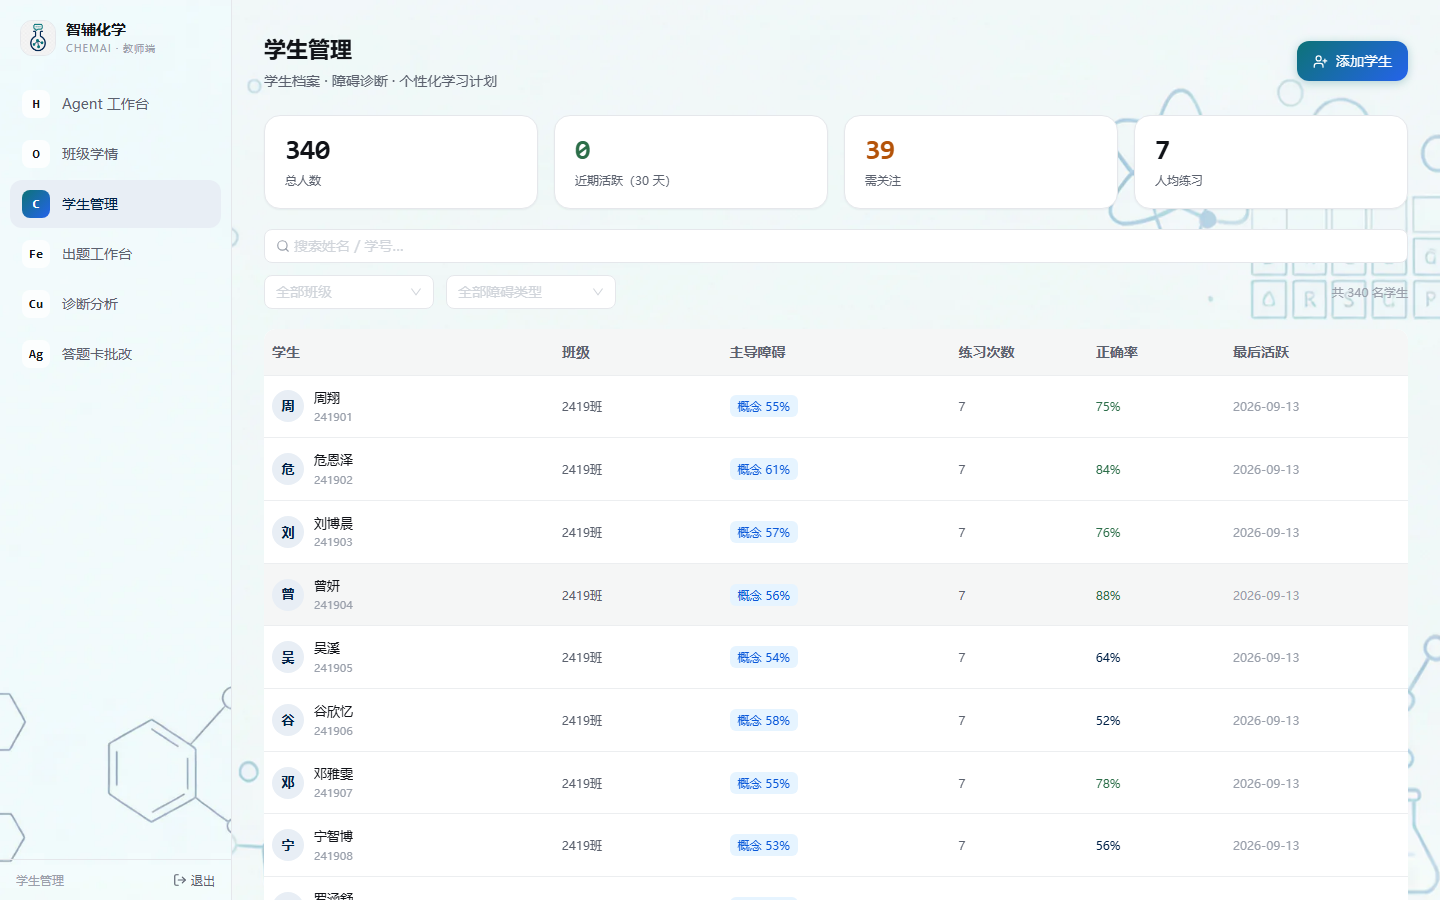 智辅化学
CHEMAI · 教师端
H Agent 工作台
O 班级学情
C 学生管理
Fe 出题工作台
Cu 诊断分析
Ag 答题卡批改
学生管理
退出
学生管理
学生档案 · 障碍诊断 · 个性化学习计划
添加学生
340
总人数
0
近期活跃（30 天）
39
需关注
7
人均练习
搜索姓名 / 学号...
全部班级
全部障碍类型
共 340 名学生
学生 班级 主导障碍 练习次数 正确率 最后活跃
周 周翔 241901 2419班 概念 55% 7 75% 2026-09-13
危 危恩泽 241902 2419班 概念 61% 7 84% 2026-09-13
刘 刘博晨 241903 2419班 概念 57% 7 76% 2026-09-13
曾 曾妍 241904 2419班 概念 56% 7 88% 2026-09-13
吴 吴溪 241905 2419班 概念 54% 7 64% 2026-09-13
谷 谷欣忆 241906 2419班 概念 58% 7 52% 2026-09-13
邓 邓雅雯 241907 2419班 概念 55% 7 78% 2026-09-13
宁 宁智博 241908 2419班 概念 53% 7 56% 2026-09-13